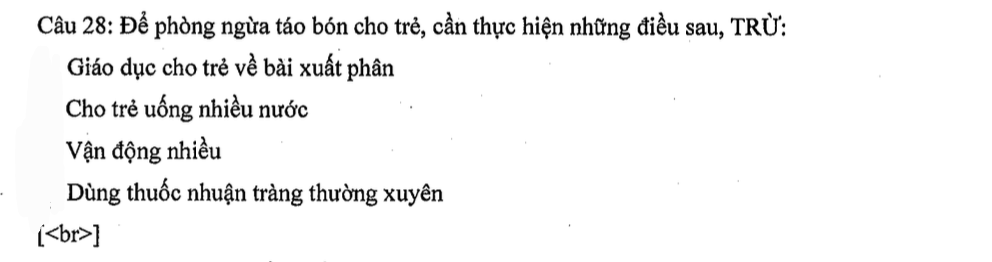 Câu 28: Để phòng ngừa táo bón cho trẻ, cần thực hiện những điều sau, TRỪ:
Giáo dục cho trẻ về bài xuất phân
Cho trẻ uống nhiều nước
Vận động nhiều
Dùng thuốc nhuận tràng thường xuyên
[<br>]